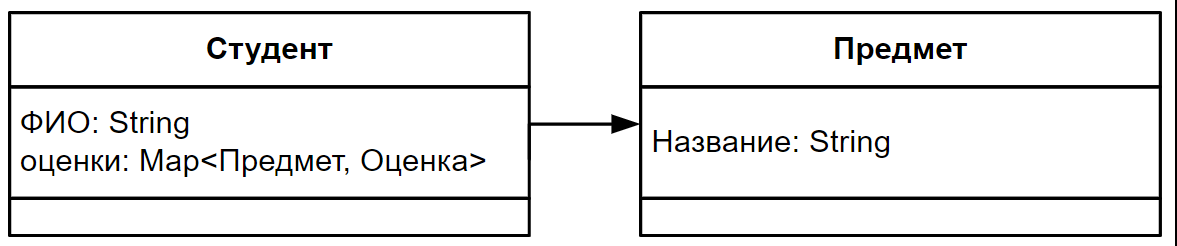 Студент
ФИО: String
оценки: Map<Предмет, Оценка>
Предмет
Название: String